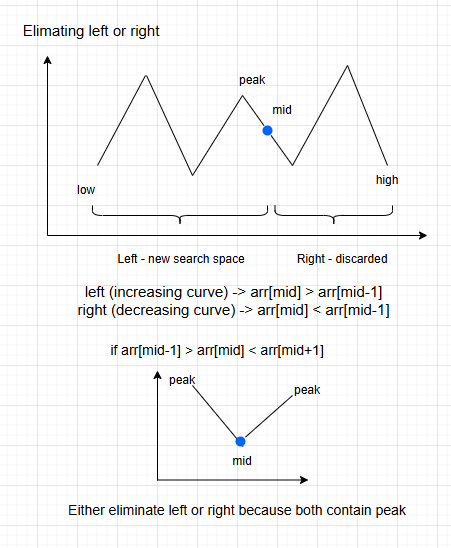 Elimating left or right
peak
mid
low
high
Left - new search space
Right - discarded
left (increasing curve) -> arr[mid] > arr[mid-1]
right (decreasing curve) -> arr[mid] < arr[mid-1]
if arr[mid-1] > arr[mid] < arr[mid+1]
peak
peak
mid
Either eliminate left or right because both contain peak